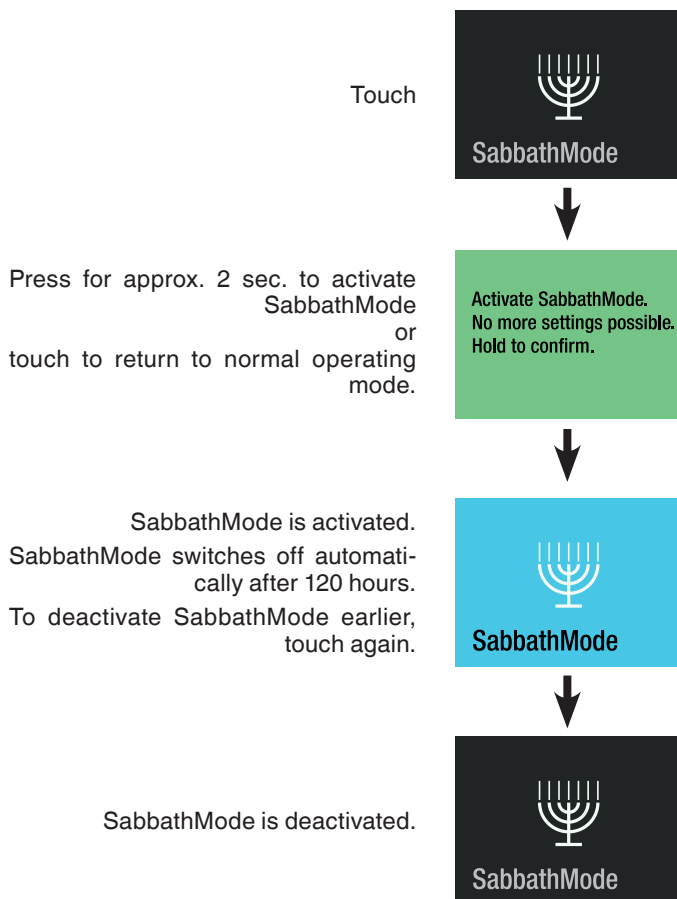 Touch
SabbathMode
Press for approx. 2 sec. to activate
SabbathMode
or
touch to return to normal operating
mode.
Activate SabbathMode.
No more settings possible.
Hold to confirm.
SabbathMode is activated.
SabbathMode switches off automati-
cally after 120 hours.
To deactivate SabbathMode earlier,
touch again.
SabbathMode
SabbathMode is deactivated.
SabbathMode